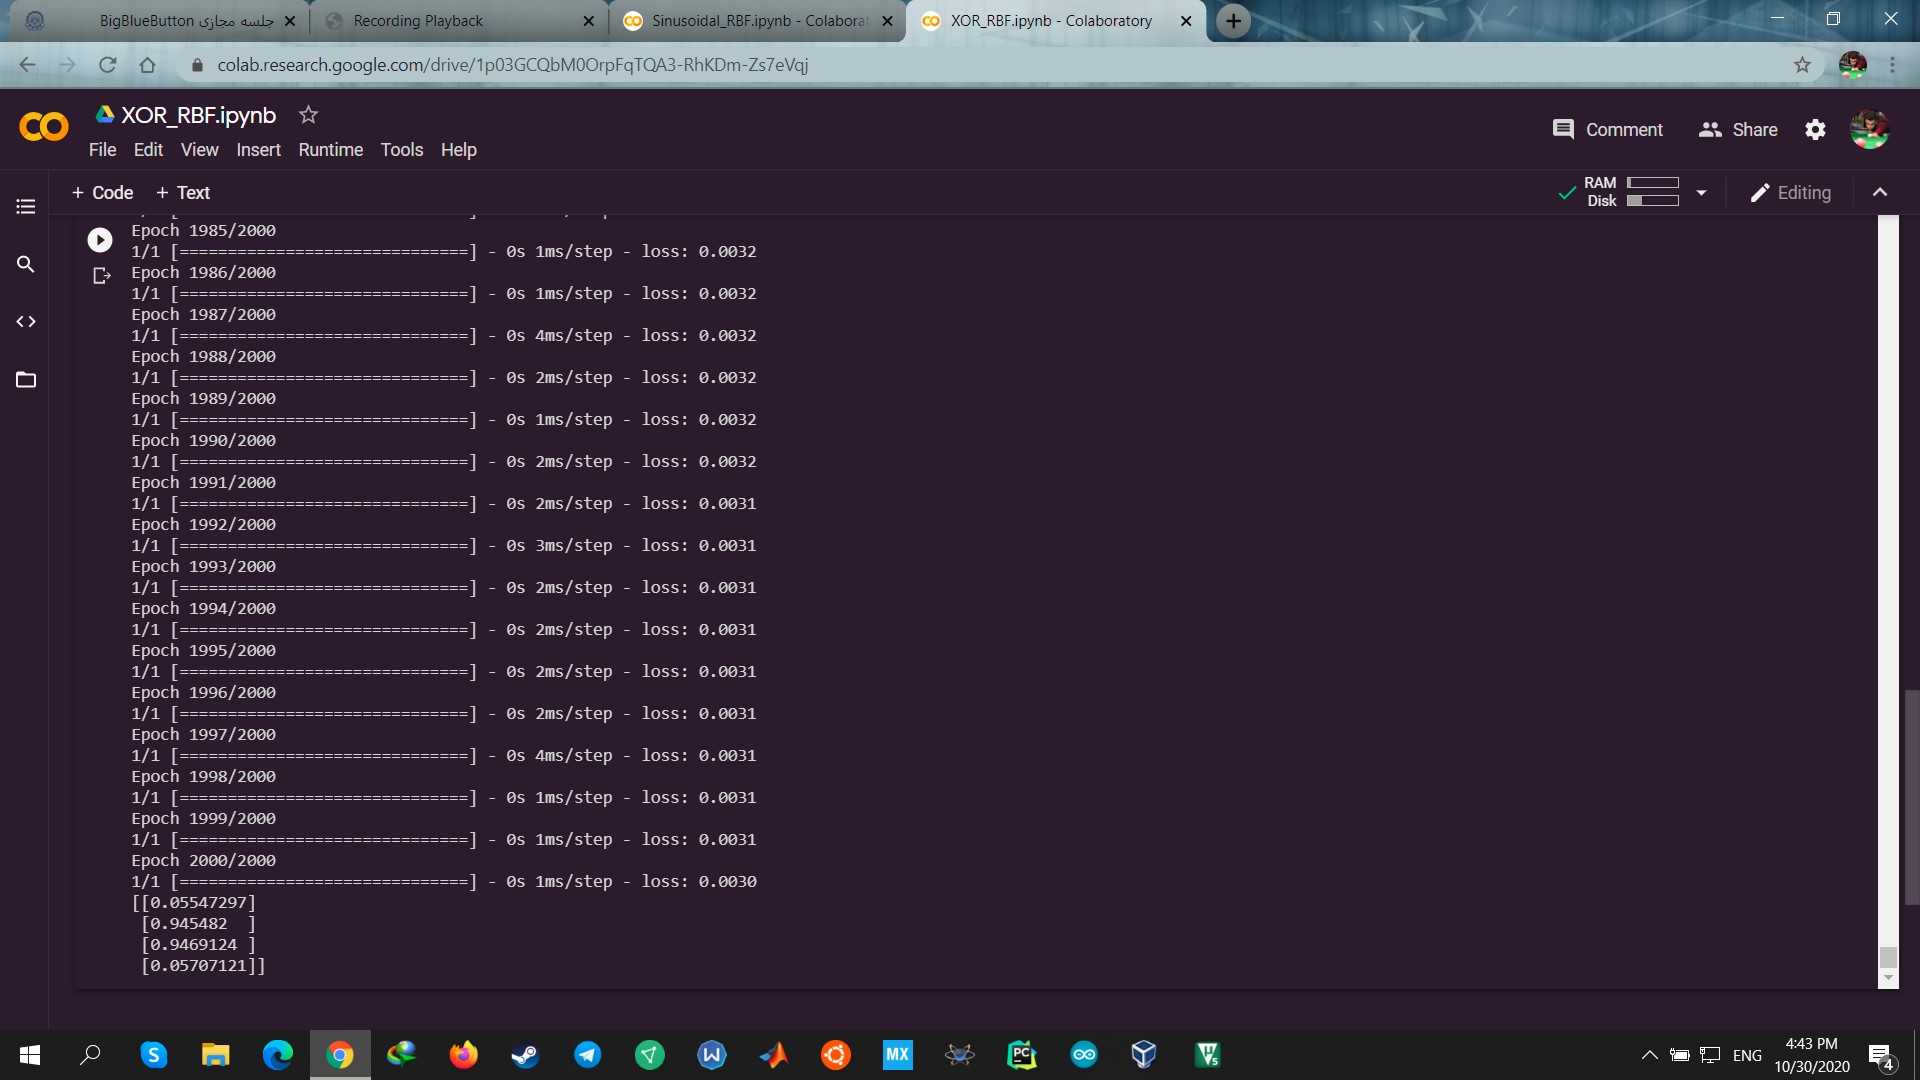 BigBlueButton جلسه مجازی
Recording Playback
Sinusoidal_RBF.ipynb - Colaborat
XOR_RBF.ipynb - Colaboratory
colab.research.google.com/drive/1p03GCQbM0OrpFqTQA3-RhKDm-Zs7eVqj
XOR_RBF.ipynb
Comment
Share
File Edit View Insert Runtime Tools Help
+ Code + Text
RAM
Disk
Editing
Epoch 1985/2000
1/1 [==============================] - 0s 1ms/step - loss: 0.0032
Epoch 1986/2000
1/1 [==============================] - 0s 1ms/step - loss: 0.0032
Epoch 1987/2000
1/1 [==============================] - 0s 4ms/step - loss: 0.0032
Epoch 1988/2000
1/1 [==============================] - 0s 2ms/step - loss: 0.0032
Epoch 1989/2000
1/1 [==============================] - 0s 1ms/step - loss: 0.0032
Epoch 1990/2000
1/1 [==============================] - 0s 2ms/step - loss: 0.0032
Epoch 1991/2000
1/1 [==============================] - 0s 2ms/step - loss: 0.0031
Epoch 1992/2000
1/1 [==============================] - 0s 3ms/step - loss: 0.0031
Epoch 1993/2000
1/1 [==============================] - 0s 2ms/step - loss: 0.0031
Epoch 1994/2000
1/1 [==============================] - 0s 2ms/step - loss: 0.0031
Epoch 1995/2000
1/1 [==============================] - 0s 2ms/step - loss: 0.0031
Epoch 1996/2000
1/1 [==============================] - 0s 2ms/step - loss: 0.0031
Epoch 1997/2000
1/1 [==============================] - 0s 4ms/step - loss: 0.0031
Epoch 1998/2000
1/1 [==============================] - 0s 1ms/step - loss: 0.0031
Epoch 1999/2000
1/1 [==============================] - 0s 1ms/step - loss: 0.0031
Epoch 2000/2000
1/1 [==============================] - 0s 1ms/step - loss: 0.0030
[[0.05547297]
[0.945482 ]
[0.9469124 ]
[0.05707121]]
MX
PC
ENG
4:43 PM
10/30/2020
4